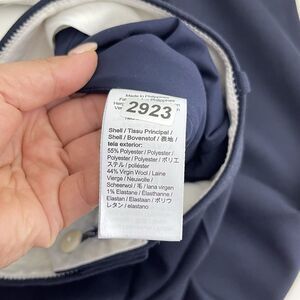 Made in Philippines
2923
Shell / Tissu Principal /
Shell / Bovenstof / 表地 /
tela exterior:
55% Polyester / Polyester /
Polyester / Polyester / ポリエ
ステル / poliéster
44% Virgin Wool / Laine
Vierge / Neuwolle /
Scheerwol / 毛 / lana virgen
1% Elastane / Elasthanne /
Elastan / Elastaan / ポリウ
レタン / elastano